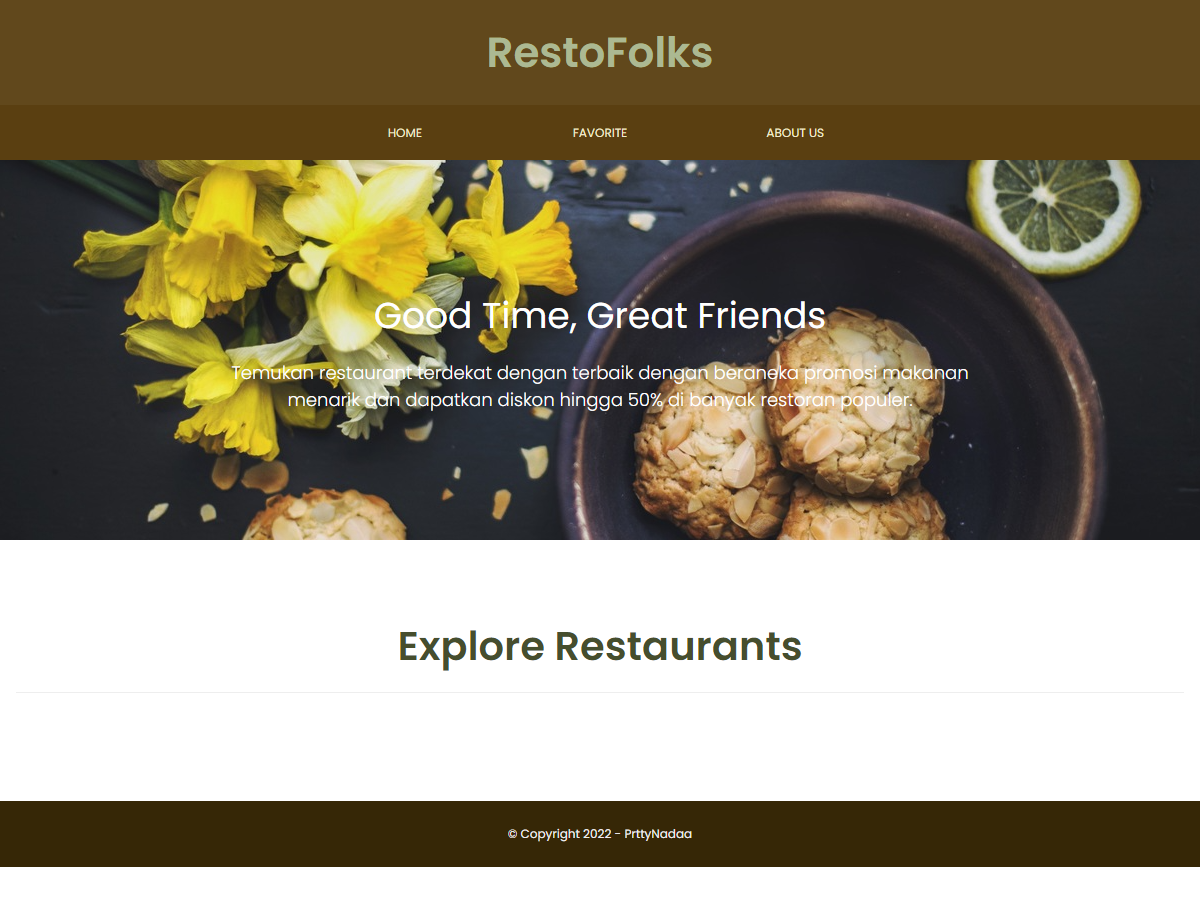 RestoFolks
HOME FAVORITE ABOUT US
Good Time, Great Friends
Temukan restaurant terdekat dengan terbaik dengan beraneka promosi makanan
menarik dan dapatkan diskon hingga 50% di banyak restoran populer.
Explore Restaurants
© Copyright 2022 - PrttyNadaa